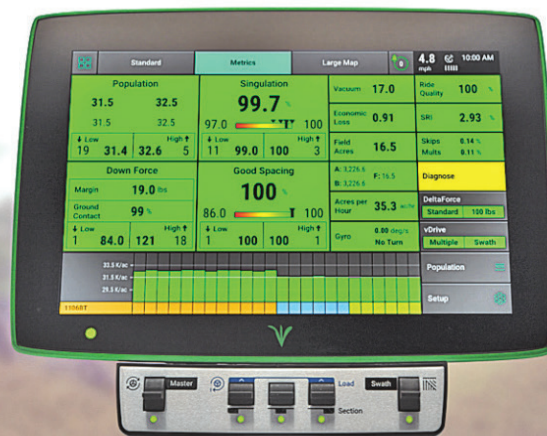 Standard Metrics Large Map 4.8 mph 10:00 AM
Population
31.5 32.5
31.5 32.5
Low High
19 31.4 32.6 5
Singulation
99.7 %
97.0 100
Low High
11 99.0 100 3
Vacuum 17.0
Economic Loss 0.91
Field Acres 16.5
Ride Quality 100 %
SRI 2.93 %
Skips 0.14 %
Mults 0.11 %
Down Force
Margin 19.0 lbs
Ground Contact 99 %
Low High
1 84.0 121 18
Good Spacing
100 %
86.0 100
Low High
1 100 100 1
A: 3,226.6
B: 3,226.6
F: 16.5
Acres per Hour 35.3 ac/hr
Gyro 0.00 deg/s
No Turn
Diagnose
DeltaForce
Standard 100 lbs
vDrive
Multiple Swath
Population
Setup
33.5 K/ac
31.5 K/ac
29.5 K/ac
Master Load Swath
Section